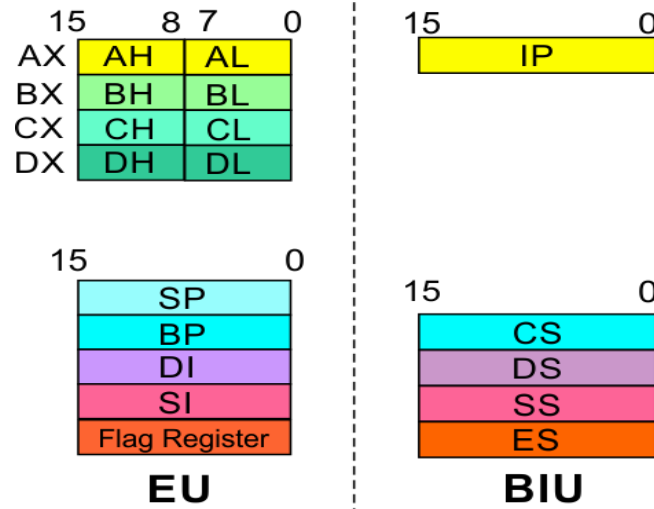 15 8 7 0
AX AH AL
BX BH BL
CX CH CL
DX DH DL
15 0
SP
BP
DI
SI
Flag Register
EU
15 0
IP
15 0
CS
DS
SS
ES
BIU